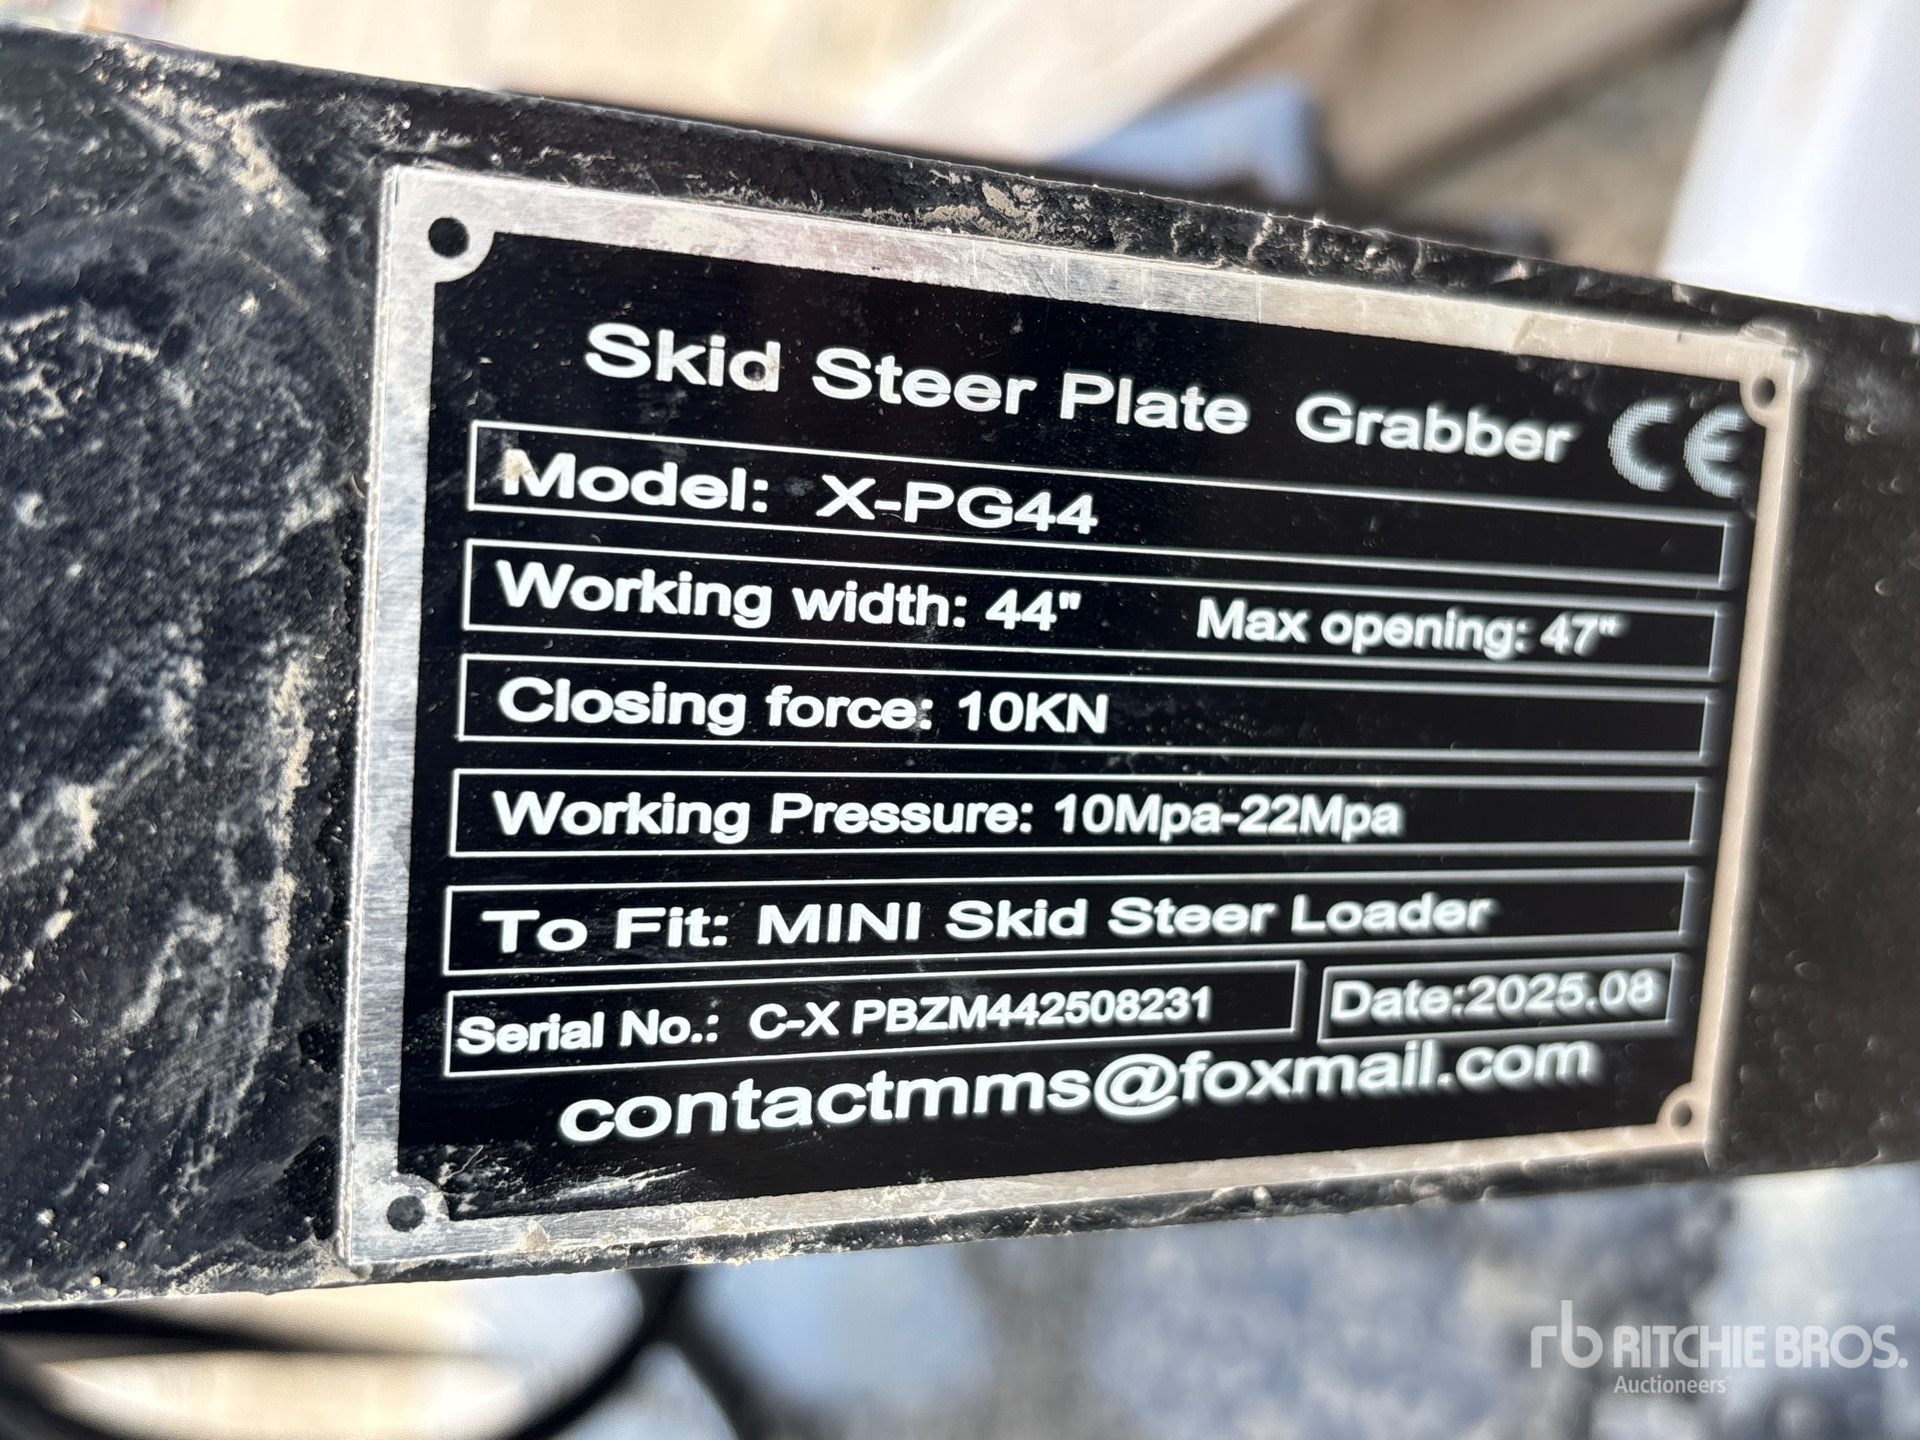 Skid Steer Plate Grabber CE
Model: X-PG44
Working width: 44" Max opening: 47"
Closing force: 10KN
Working Pressure: 10Mpa-22Mpa
To Fit: MINI Skid Steer Loader
Serial No.: C-X PBZM442508231 Date:2025.08
contactmms@foxmail.com
rb RITCHIE BROS.
Auctioneers